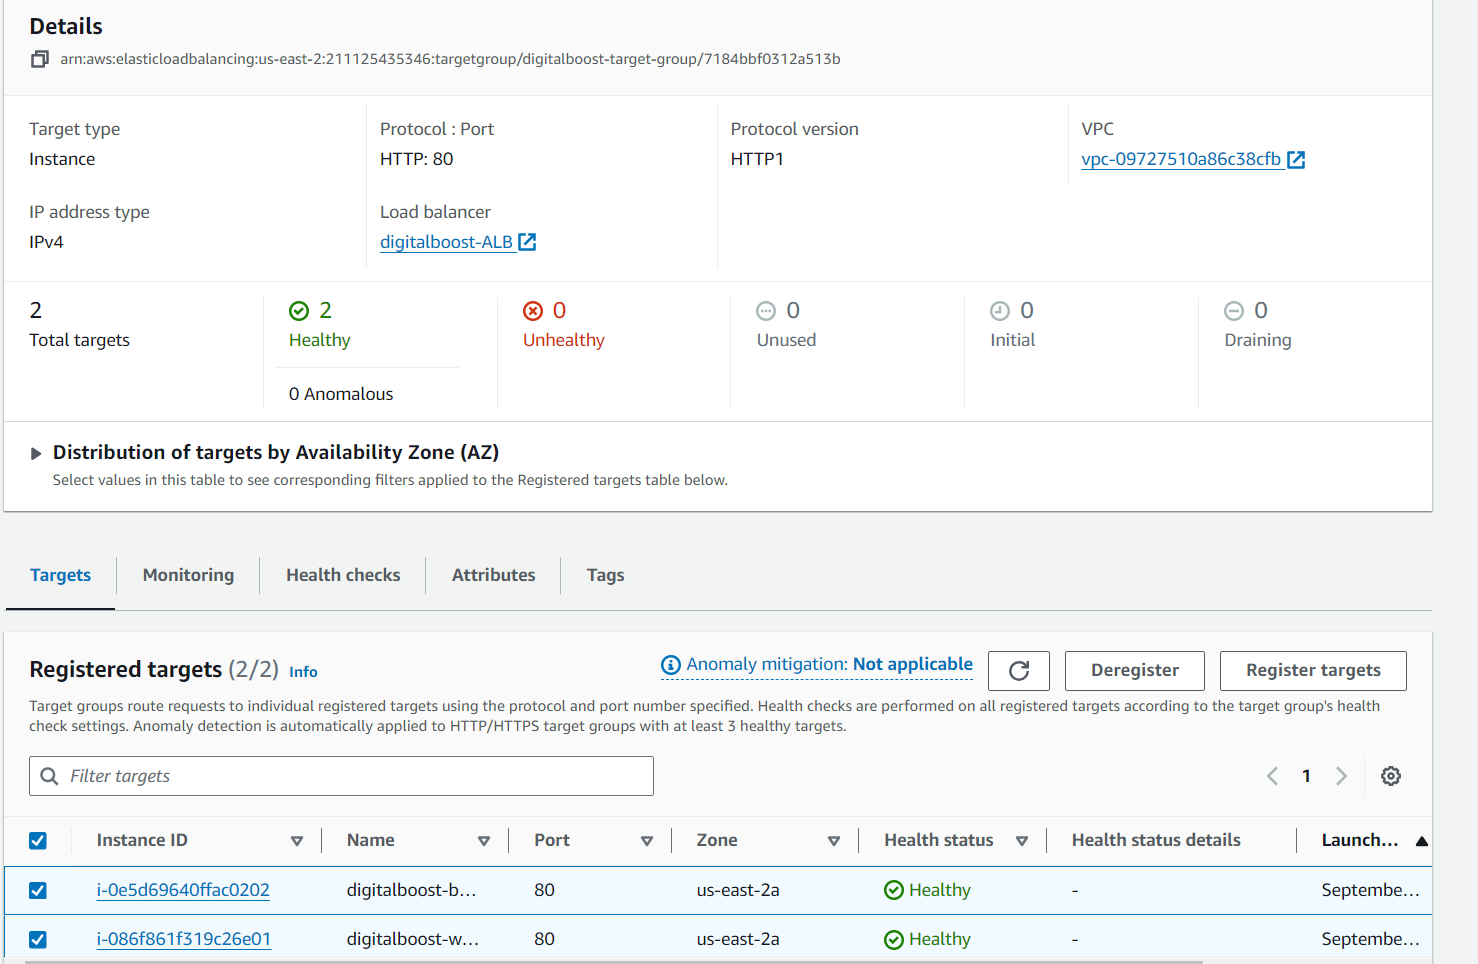 Details
arn:aws:elasticloadbalancing:us-east-2:211125435346:targetgroup/digitalboost-target-group/7184bbf0312a513b
Target type
Instance
Protocol : Port
HTTP: 80
Protocol version
HTTP1
VPC
vpc-09727510a86c38cfb
IP address type
IPv4
Load balancer
digitalboost-ALB
2
Total targets
2
Healthy
0 Anomalous
0
Unhealthy
0
Unused
0
Initial
0
Draining
Distribution of targets by Availability Zone (AZ)
Select values in this table to see corresponding filters applied to the Registered targets table below.
Targets
Monitoring
Health checks
Attributes
Tags
Registered targets (2/2) Info
Anomaly mitigation: Not applicable
Deregister
Register targets
Target groups route requests to individual registered targets using the protocol and port number specified. Health checks are performed on all registered targets according to the target group's health
check settings. Anomaly detection is automatically applied to HTTP/HTTPS target groups with at least 3 healthy targets.
Filter targets
1
Instance ID Name Port Zone Health status Health status details Launch...
i-0e5d69640ffac0202 digitalboost-b... 80 us-east-2a Healthy - Septembe...
i-086f861f319c26e01 digitalboost-w... 80 us-east-2a Healthy - Septembe...